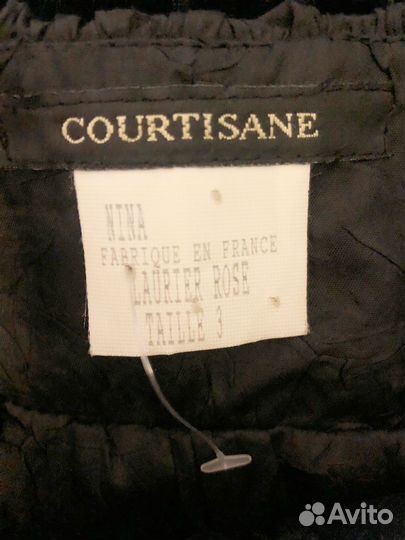 COURTISANE
NINA
FABRIQUE EN FRANCE
LAURIER ROSE
TAILLE 3
Avito